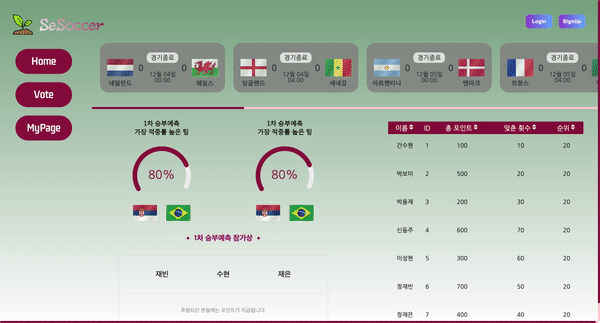 SeSoccer
Login SignUp
Home
Vote
MyPage
경기종료 경기종료 경기종료 경기종료
0 0 0 0 0 0 0
12월 04일 12월 04일 12월 05일 12월 05일
00:00 04:00 00:00 04:00
네덜란드 웨일스 잉글랜드 세네갈 아르헨티나 덴마크 프랑스
1차 승부예측 1차 승부예측
가장 적중률 높은 팀 가장 적중률 높은 팀
80% 80%
1차 승부예측 참가상
재빈 수현 재은
추첨되신 분들께는 포인트가 지급됩니다.
이름 ID 총 포인트 맞춘 횟수 순위
간수현 1 100 10 20
박보미 2 500 20 20
박용재 3 200 30 20
신동주 4 600 70 20
이성현 5 300 60 20
정재빈 6 700 50 20
정재은 7 400 40 20